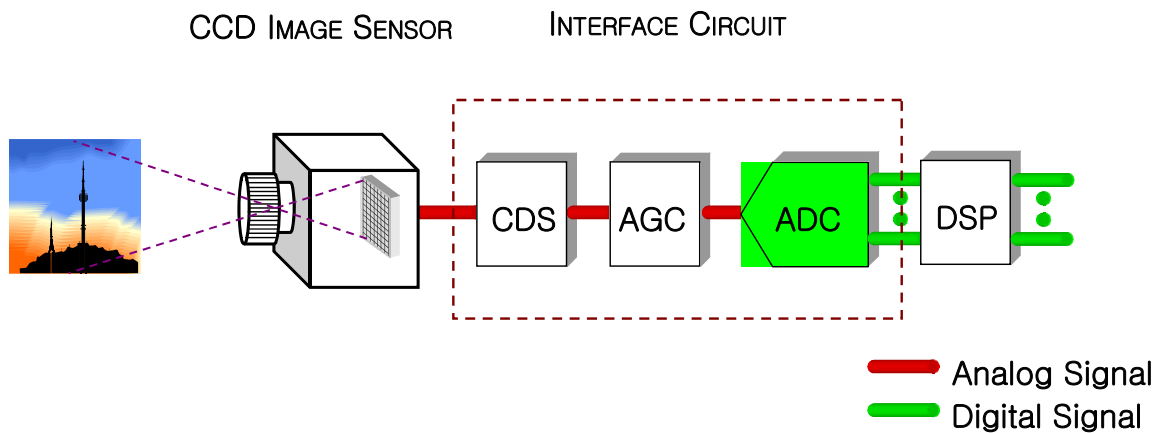 CCD IMAGE SENSOR
INTERFACE CIRCUIT
CDS
AGC
ADC
DSP
Analog Signal
Digital Signal